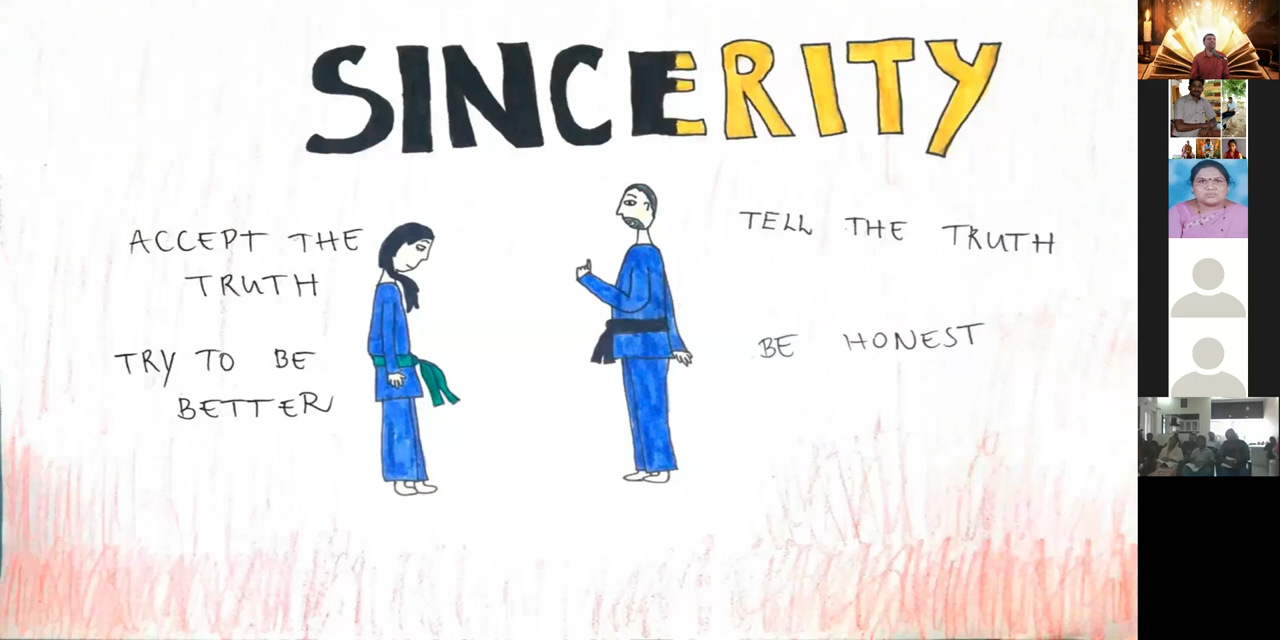 SINCERITY
ACCEPT THE
TRUTH
TRY TO BE
BETTER
TELL THE TRUTH
BE HONEST